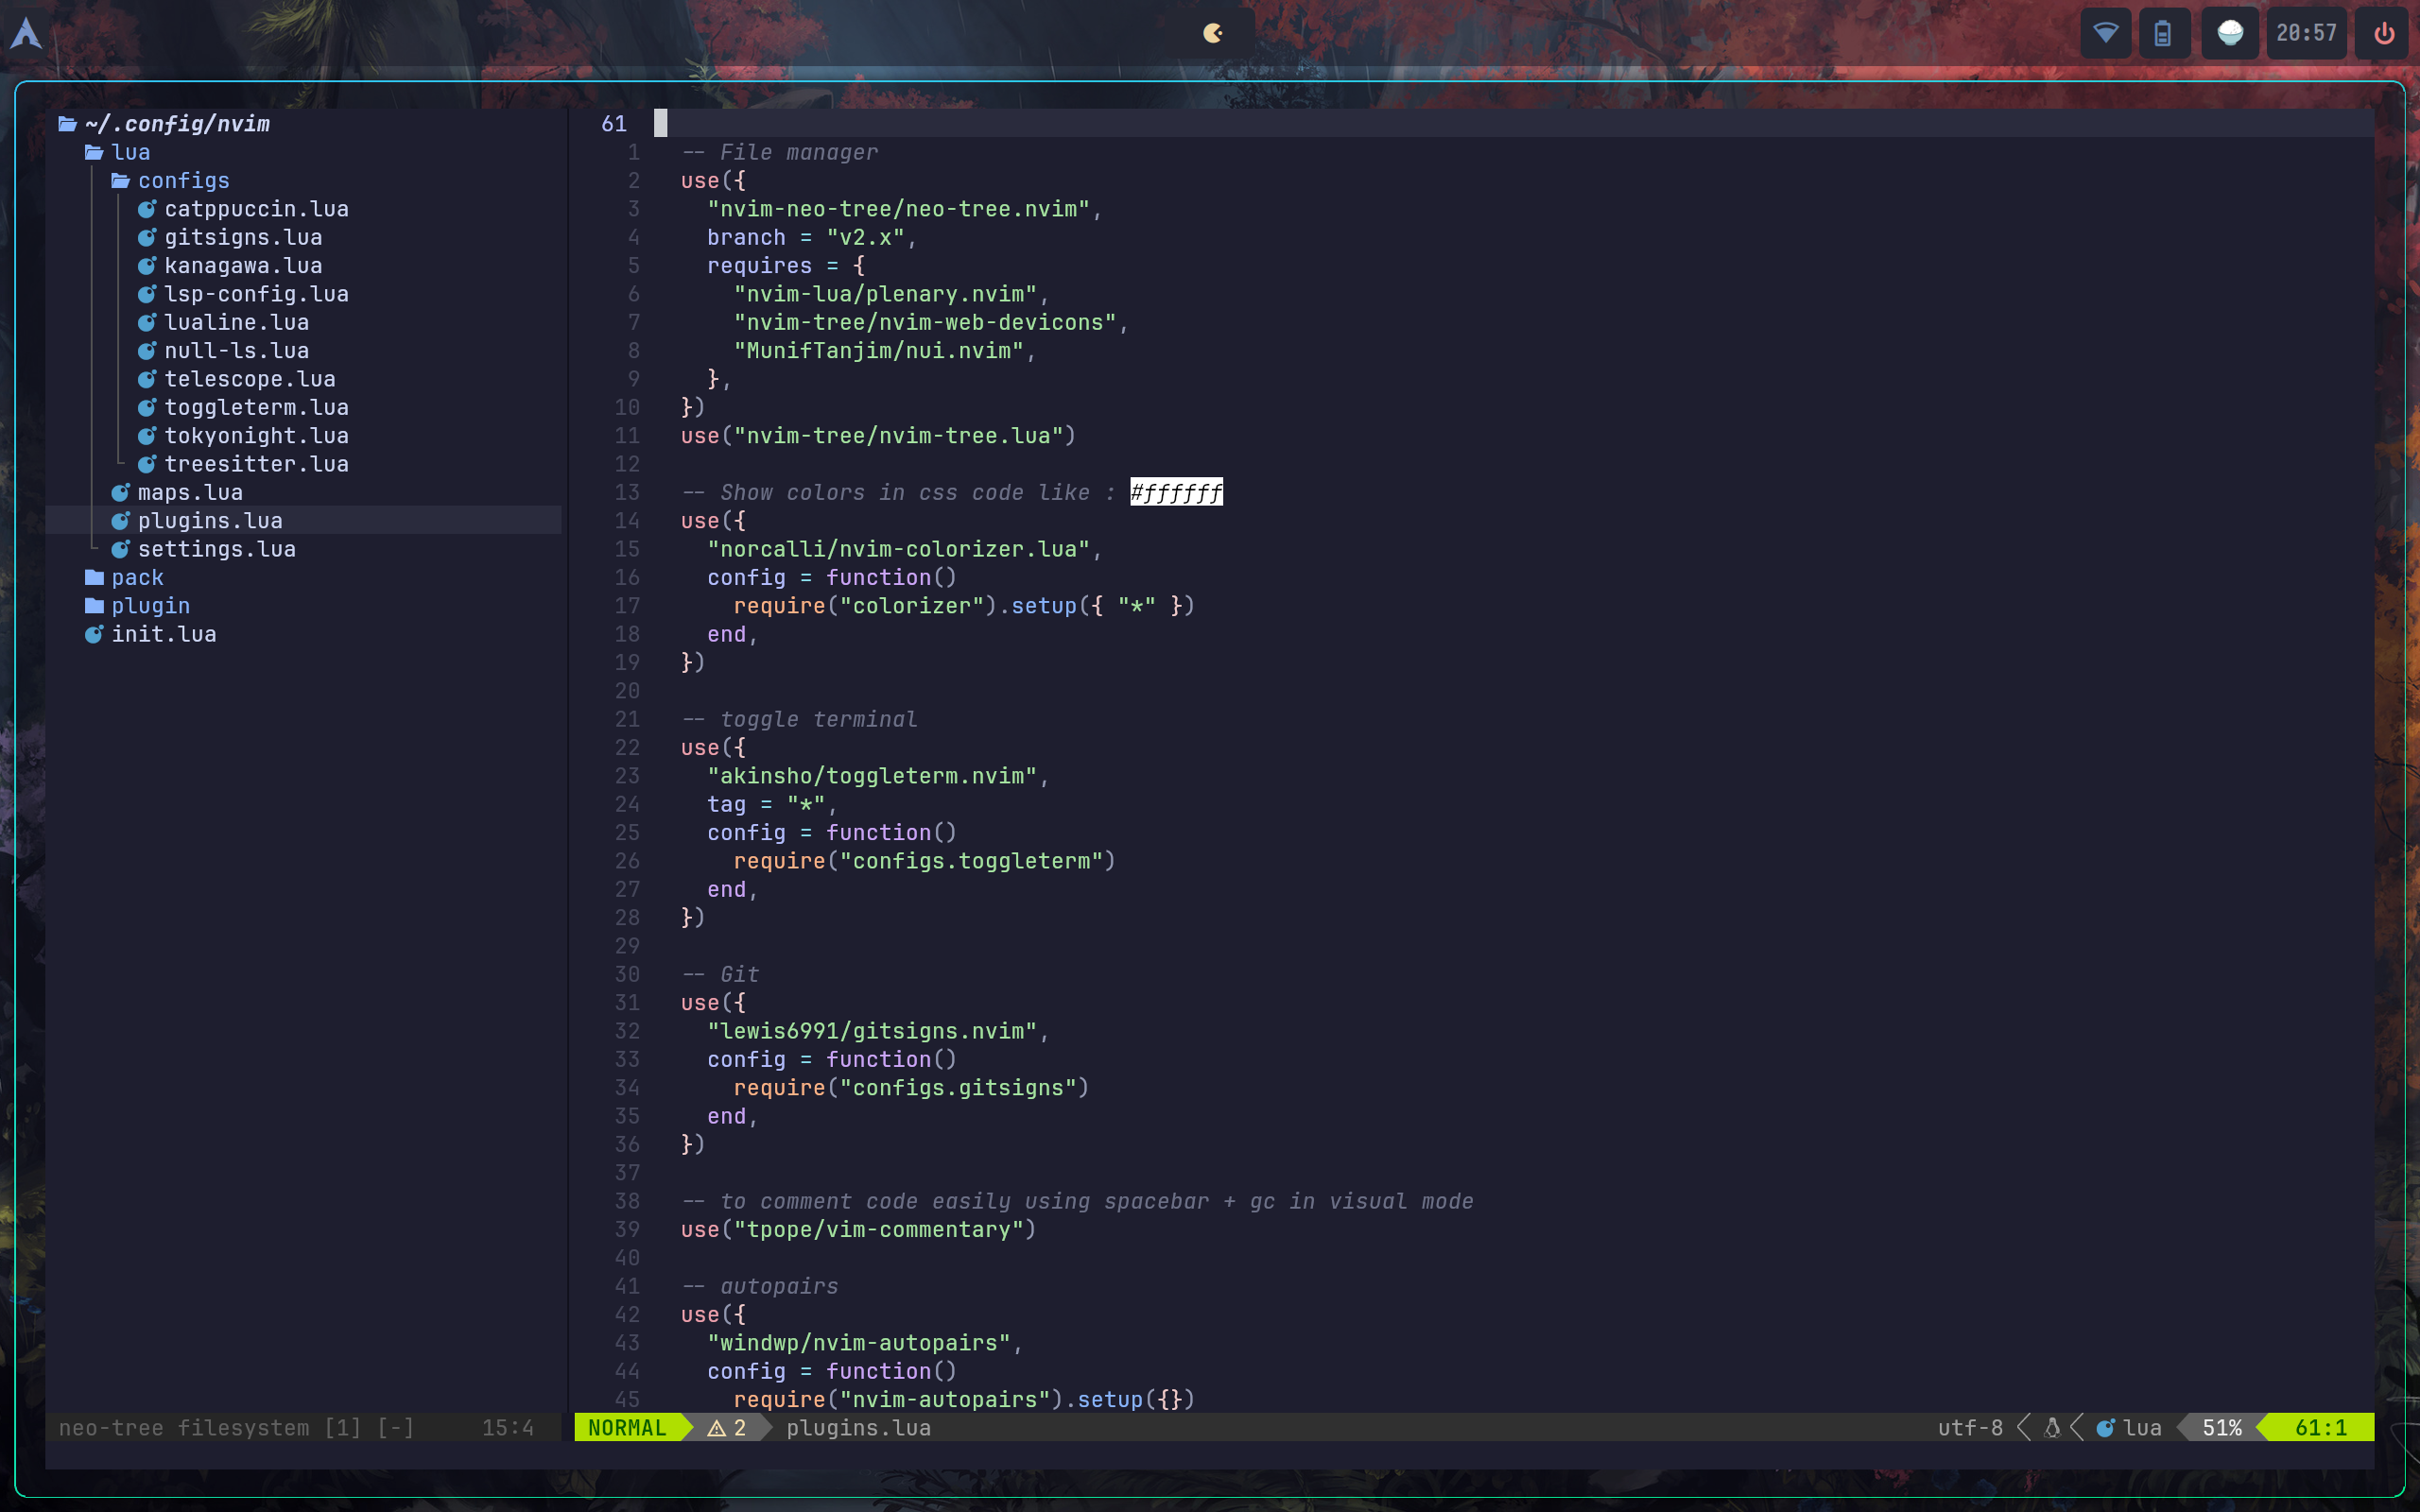 20:57
~/.config/nvim
lua
configs
catppuccin.lua
gitsigns.lua
kanagawa.lua
lsp-config.lua
lualine.lua
null-ls.lua
telescope.lua
toggleterm.lua
tokyonight.lua
treesitter.lua
maps.lua
plugins.lua
settings.lua
pack
plugin
init.lua
61
1 -- File manager
2 use({
3 "nvim-neo-tree/neo-tree.nvim",
4 branch = "v2.x",
5 requires = {
6 "nvim-lua/plenary.nvim",
7 "nvim-tree/nvim-web-devicons",
8 "MunifTanjim/nui.nvim",
9 },
10 })
11 use("nvim-tree/nvim-tree.lua")
12
13 -- Show colors in css code like : #ffffff
14 use({
15 "norcalli/nvim-colorizer.lua",
16 config = function()
17 require("colorizer").setup({ "*" })
18 end,
19 })
20
21 -- toggle terminal
22 use({
23 "akinsho/toggleterm.nvim",
24 tag = "*",
25 config = function()
26 require("configs.toggleterm")
27 end,
28 })
29
30 -- Git
31 use({
32 "lewis6991/gitsigns.nvim",
33 config = function()
34 require("configs.gitsigns")
35 end,
36 })
37
38 -- to comment code easily using spacebar + gc in visual mode
39 use("tpope/vim-commentary")
40
41 -- autopairs
42 use({
43 "windwp/nvim-autopairs",
44 config = function()
45 require("nvim-autopairs").setup({})
neo-tree filesystem [1] [-] 15:4
NORMAL 2 plugins.lua utf-8 lua 51% 61:1